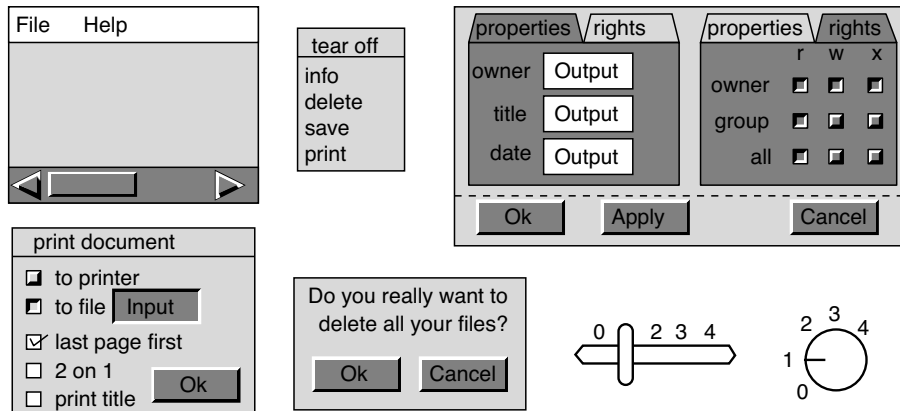 File Help
tear off
info
delete
save
print
properties rights
owner Output
title Output
date Output
properties rights
r w x
owner
group
all
Ok Apply Cancel
print document
to printer
to file Input
last page first
2 on 1
print title
Ok
Do you really want to
delete all your files?
Ok Cancel
0 2 3 4
0 1 2 3 4